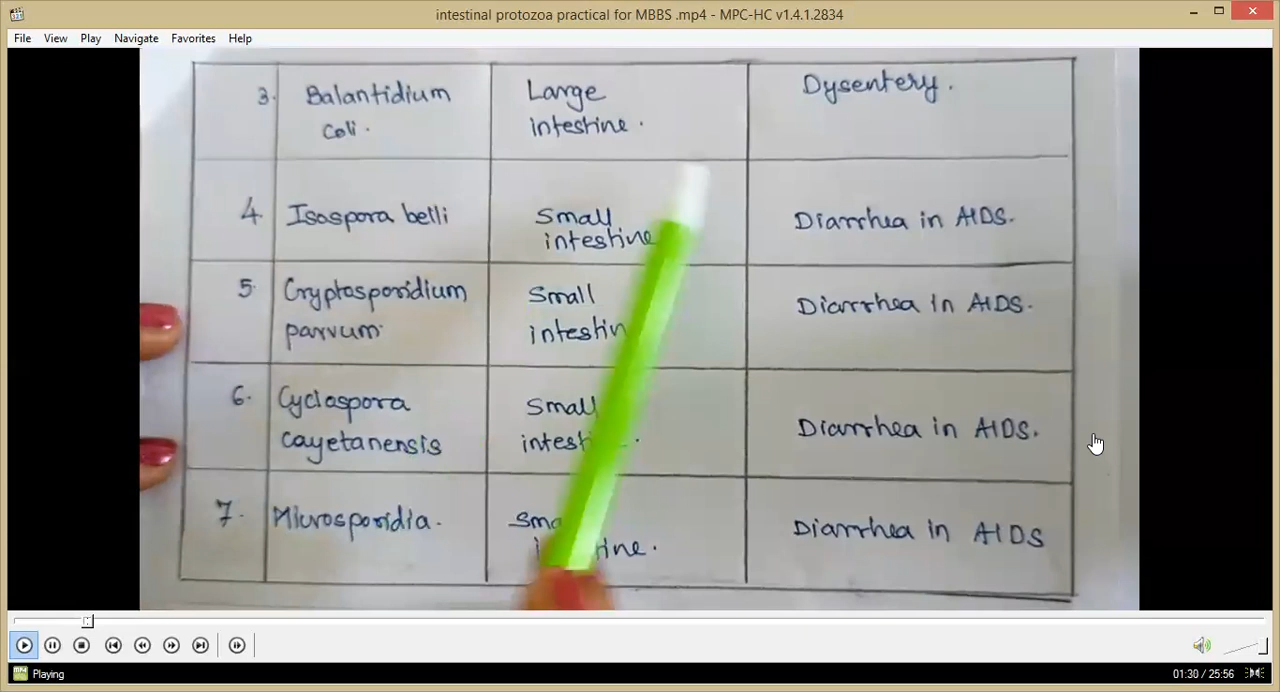 intestinal protozoa practical for MBBS .mp4 - MPC-HC v1.4.1.2834
File View Play Navigate Favorites Help
3. Balantidium Large Dysentery.
coli. intestine.
4. Isospora belli Small Diarrhea in AIDS.
intestine
5. Cryptosporidium Small Diarrhea in AIDS.
parvum. intestin
6. Cyclospora Small Diarrhea in AIDS.
cayetanensis
7. Microsporidia. Diarrhea in AIDS
Playing 01:30 / 25:56